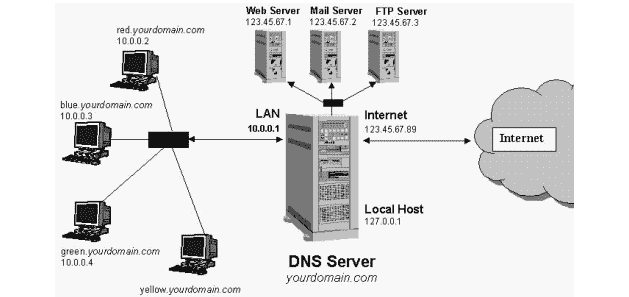 Web Server
123.45.67.1
Mail Server
123.45.67.2
FTP Server
123.45.67.3
red.yourdomain.com
10.0.0.2
blue.yourdomain.com
10.0.0.3
LAN
10.0.0.1
Internet
123.45.67.89
Internet
Local Host
127.0.0.1
green.yourdomain.com
10.0.0.4
yellow.yourdomain.com
DNS Server
yourdomain.com